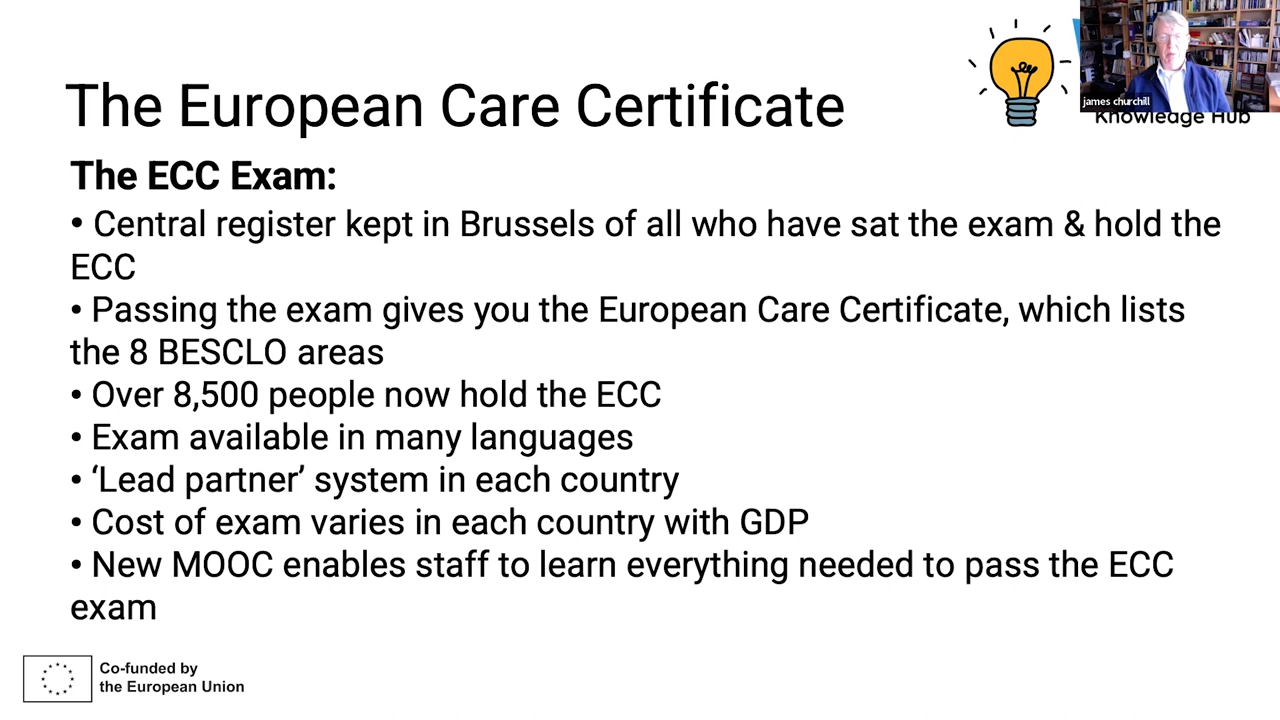 The European Care Certificate
james churchill
Knowledge Hub
The ECC Exam:
• Central register kept in Brussels of all who have sat the exam & hold the
ECC
• Passing the exam gives you the European Care Certificate, which lists
the 8 BESCLO areas
• Over 8,500 people now hold the ECC
• Exam available in many languages
• ‘Lead partner’ system in each country
• Cost of exam varies in each country with GDP
• New MOOC enables staff to learn everything needed to pass the ECC
exam
Co-funded by
the European Union